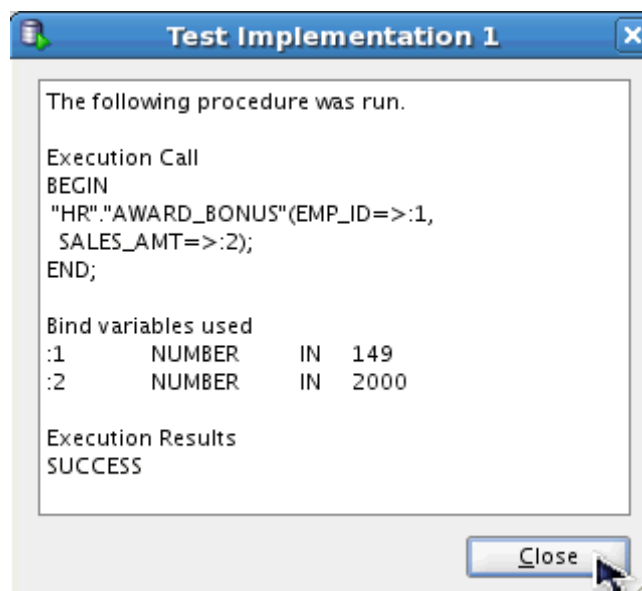 Test Implementation 1
The following procedure was run.
Execution Call
BEGIN
"HR"."AWARD_BONUS"(EMP_ID=>:1,
SALES_AMT=>:2);
END;
Bind variables used
:1 NUMBER IN 149
:2 NUMBER IN 2000
Execution Results
SUCCESS
Close